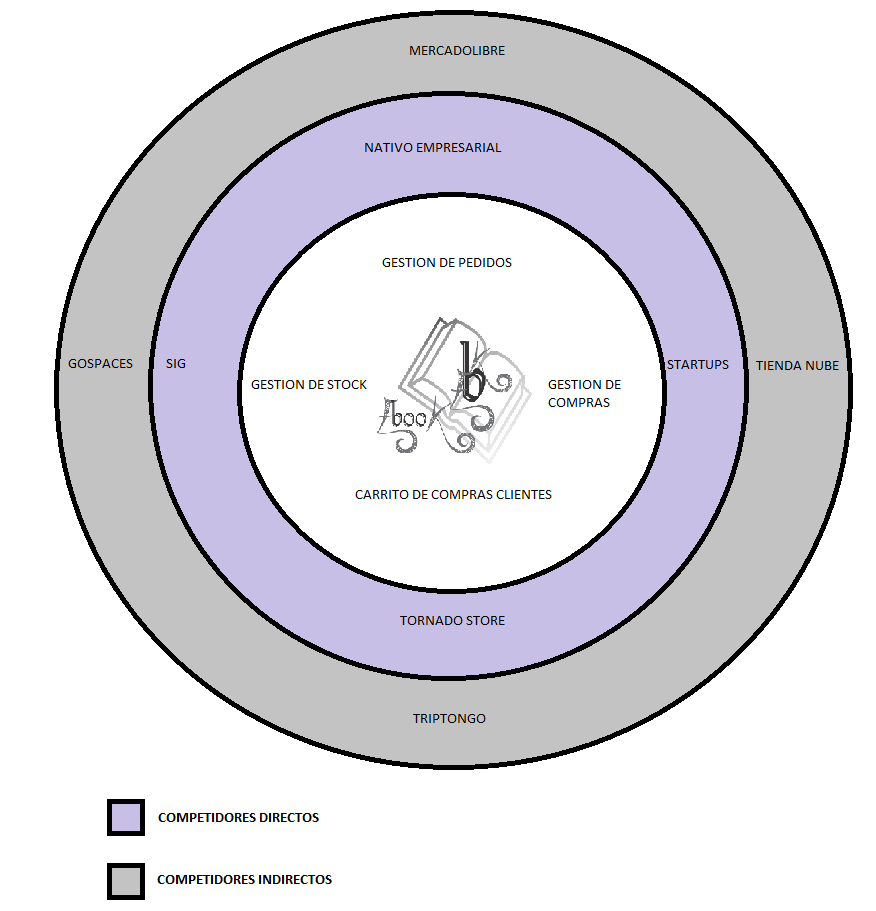 MERCADOLIBRE
NATIVO EMPRESARIAL
GESTION DE PEDIDOS
GOSPACES
SIG
GESTION DE STOCK
b
book
GESTION DE
COMPRAS
STARTUPS
TIENDA NUBE
CARRITO DE COMPRAS CLIENTES
TORNADO STORE
TRIPTONGO
COMPETIDORES DIRECTOS
COMPETIDORES INDIRECTOS